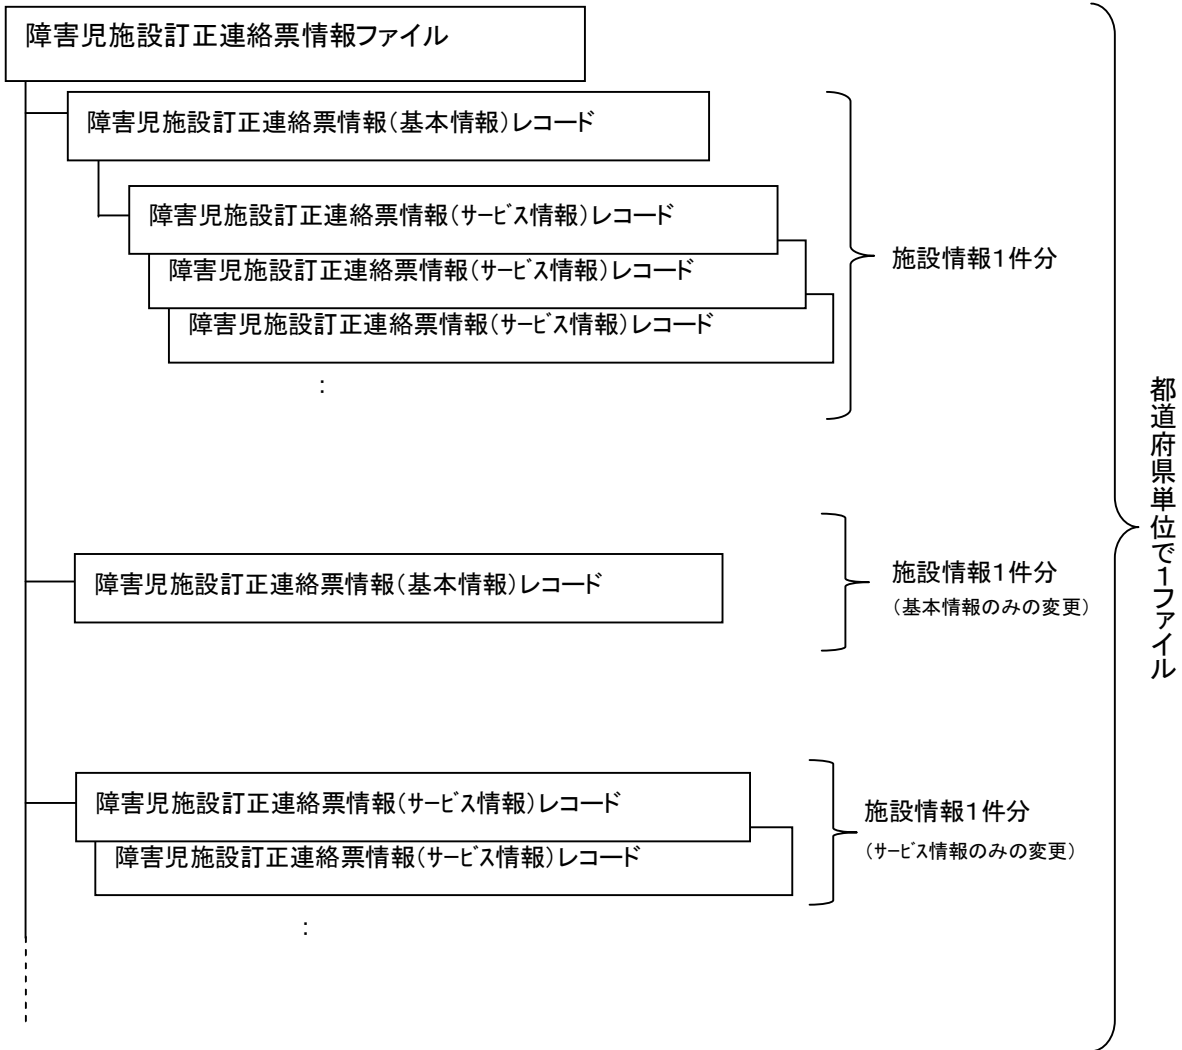 障害児施設訂正連絡票情報ファイル
障害児施設訂正連絡票情報（基本情報）レコード
障害児施設訂正連絡票情報（ｻｰﾋﾞｽ情報）レコード
障害児施設訂正連絡票情報（ｻｰﾋﾞｽ情報）レコード
障害児施設訂正連絡票情報（ｻｰﾋﾞｽ情報）レコード
：
施設情報１件分
障害児施設訂正連絡票情報（基本情報）レコード
施設情報１件分
（基本情報のみの変更）
障害児施設訂正連絡票情報（ｻｰﾋﾞｽ情報）レコード
障害児施設訂正連絡票情報（ｻｰﾋﾞｽ情報）レコード
：
施設情報１件分
（ｻｰﾋﾞｽ情報のみの変更）
都道府県単位で１ファイル